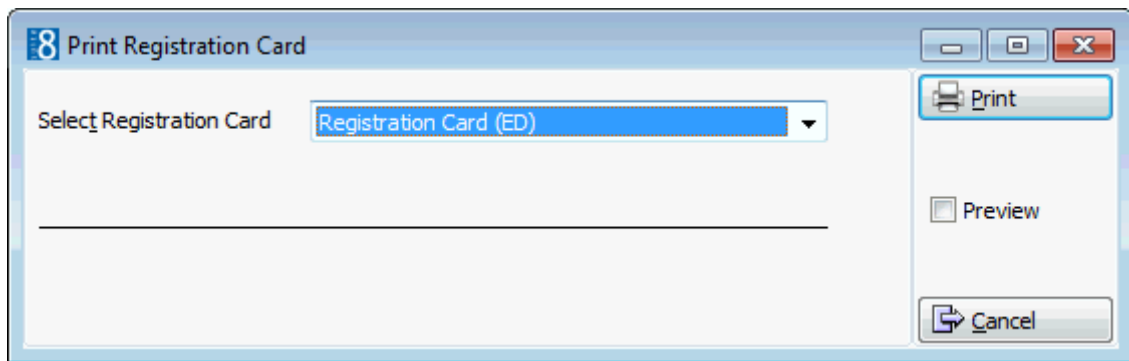 8 Print Registration Card
Select Registration Card
Registration Card (ED)
Print
Preview
Cancel